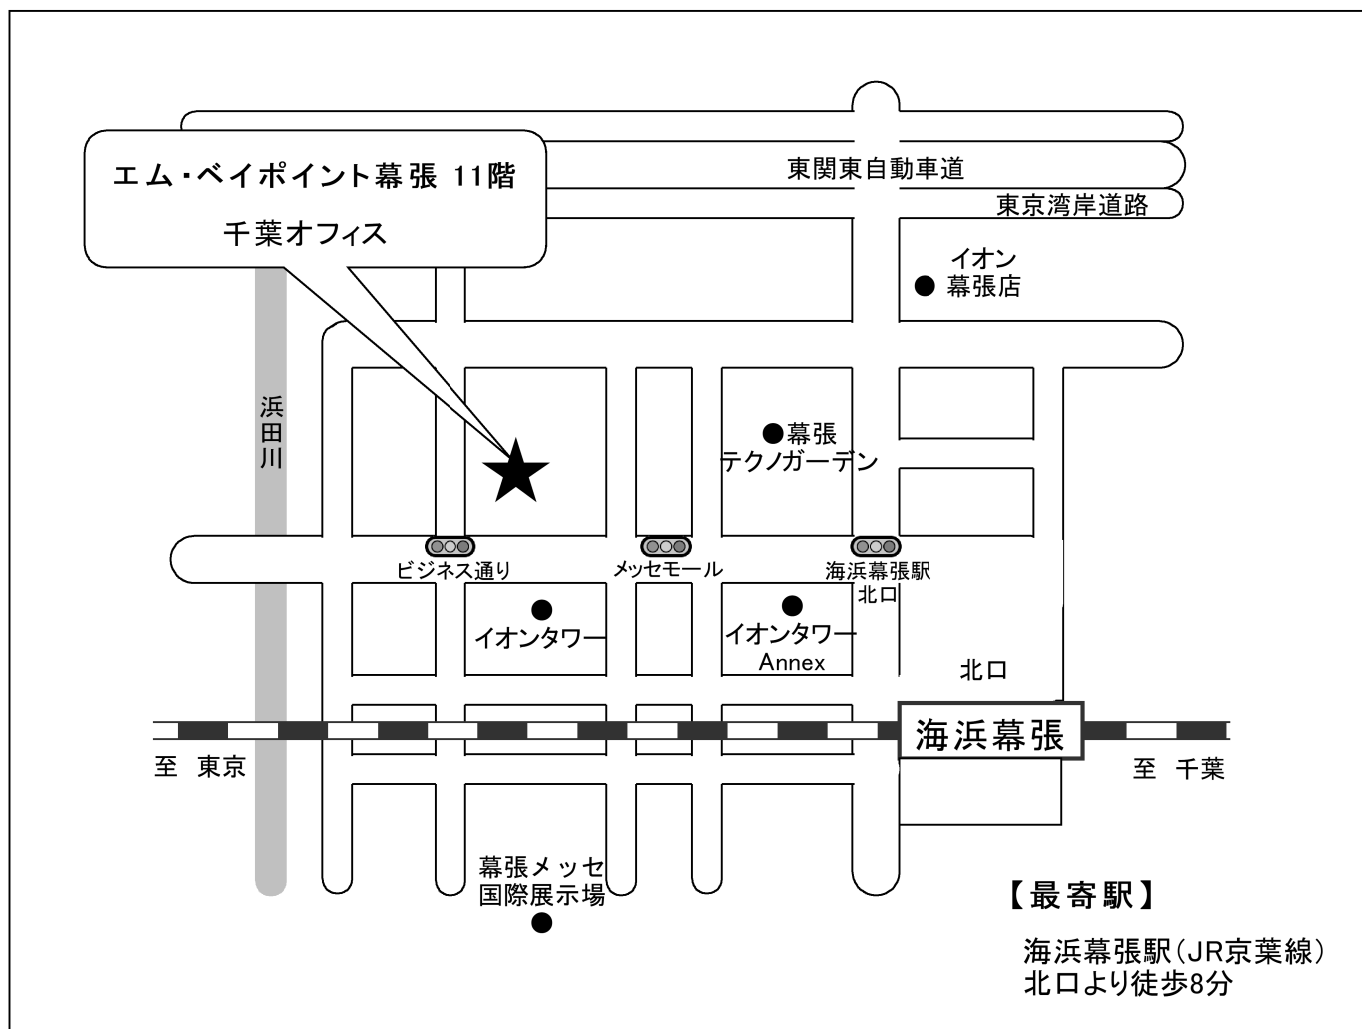 エム・ベイポイント幕張 11階
千葉オフィス
東関東自動車道
東京湾岸道路
イオン
幕張店
浜田川
幕張
テクノガーデン
ビジネス通り
メッセモール
海浜幕張駅
北口
イオンタワー
イオンタワー
Annex
北口
海浜幕張
至 東京
至 千葉
幕張メッセ
国際展示場
【最寄駅】
海浜幕張駅(JR京葉線)
北口より徒歩8分